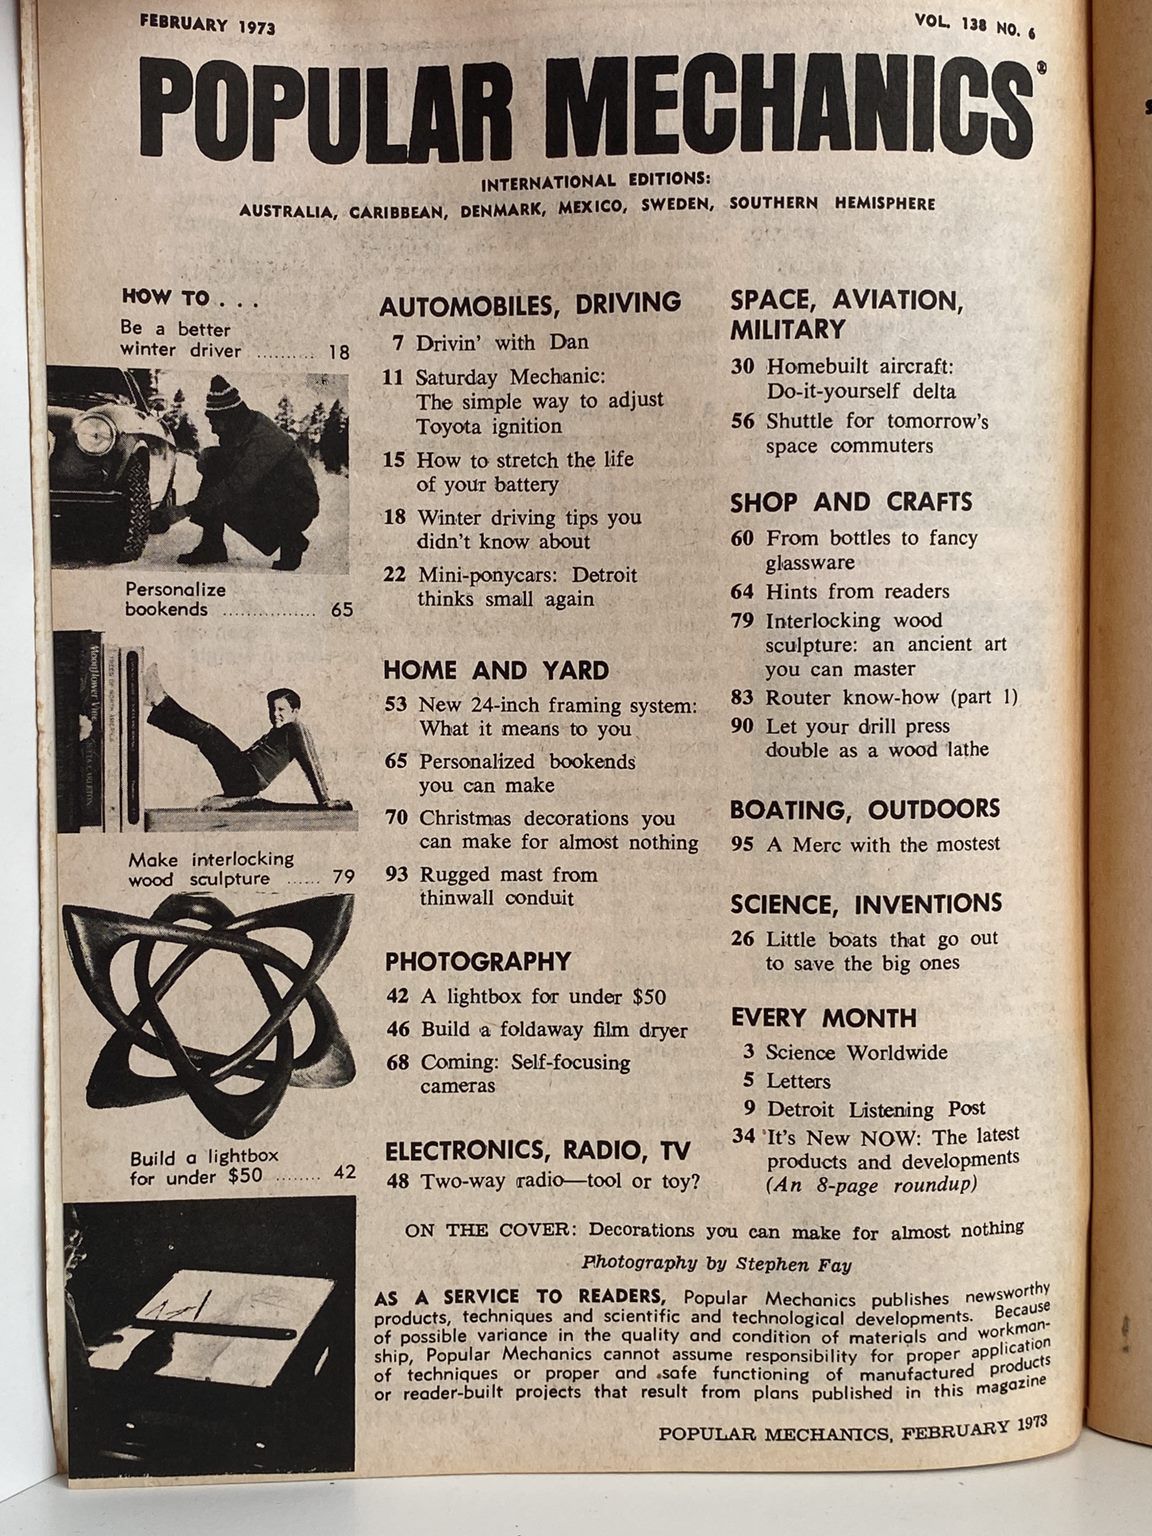 FEBRUARY 1973
VOL. 138 NO. 6
POPULAR MECHANICS®
INTERNATIONAL EDITIONS:
AUSTRALIA, CARIBBEAN, DENMARK, MEXICO, SWEDEN, SOUTHERN HEMISPHERE
HOW TO . . .
Be a better
winter driver .......... 18
Personalize
bookends ................ 65
Make interlocking
wood sculpture ...... 79
Build a lightbox
for under $50 ........ 42
AUTOMOBILES, DRIVING
7 Drivin' with Dan
11 Saturday Mechanic:
The simple way to adjust
Toyota ignition
15 How to stretch the life
of your battery
18 Winter driving tips you
didn't know about
22 Mini-ponycars: Detroit
thinks small again
HOME AND YARD
53 New 24-inch framing system:
What it means to you
65 Personalized bookends
you can make
70 Christmas decorations you
can make for almost nothing
93 Rugged mast from
thinwall conduit
PHOTOGRAPHY
42 A lightbox for under $50
46 Build a foldaway film dryer
68 Coming: Self-focusing
cameras
ELECTRONICS, RADIO, TV
48 Two-way radio—tool or toy?
SPACE, AVIATION,
MILITARY
30 Homebuilt aircraft:
Do-it-yourself delta
56 Shuttle for tomorrow's
space commuters
SHOP AND CRAFTS
60 From bottles to fancy
glassware
64 Hints from readers
79 Interlocking wood
sculpture: an ancient art
you can master
83 Router know-how (part 1)
90 Let your drill press
double as a wood lathe
BOATING, OUTDOORS
95 A Merc with the mostest
SCIENCE, INVENTIONS
26 Little boats that go out
to save the big ones
EVERY MONTH
3 Science Worldwide
5 Letters
9 Detroit Listening Post
34 It's New NOW: The latest
products and developments
(An 8-page roundup)
ON THE COVER: Decorations you can make for almost nothing
Photography by Stephen Fay
AS A SERVICE TO READERS, Popular Mechanics publishes newsworthy
products, techniques and scientific and technological developments. Because
of possible variance in the quality and condition of materials and workman-
ship, Popular Mechanics cannot assume responsibility for proper application
of techniques or proper and safe functioning of manufactured products
or reader-built projects that result from plans published in this magazine
POPULAR MECHANICS, FEBRUARY 1973